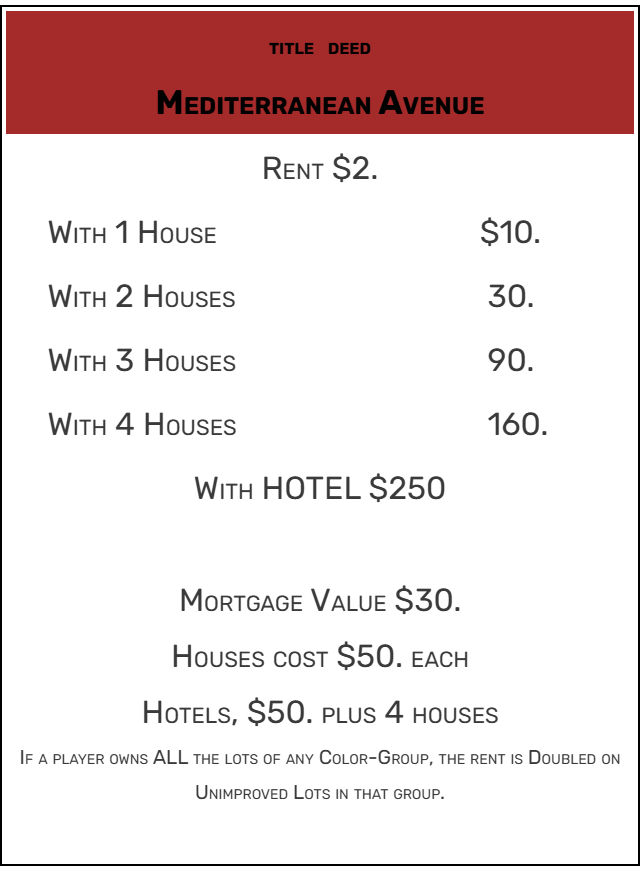 TITLE DEED
Mediterranean Avenue
Rent $2.
With 1 House $10.
With 2 Houses 30.
With 3 Houses 90.
With 4 Houses 160.
With HOTEL $250
Mortgage Value $30.
Houses cost $50. each
Hotels, $50. plus 4 houses
If a player owns ALL the lots of any Color-Group, the rent is Doubled on
Unimproved Lots in that group.